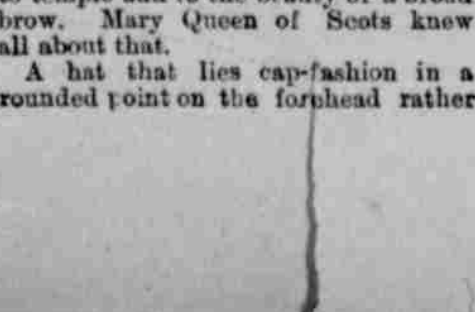 brow. Mary Queen of Scots knew
all about that.
A hat that lies cap-fashion in a
rounded point on the forehead rather